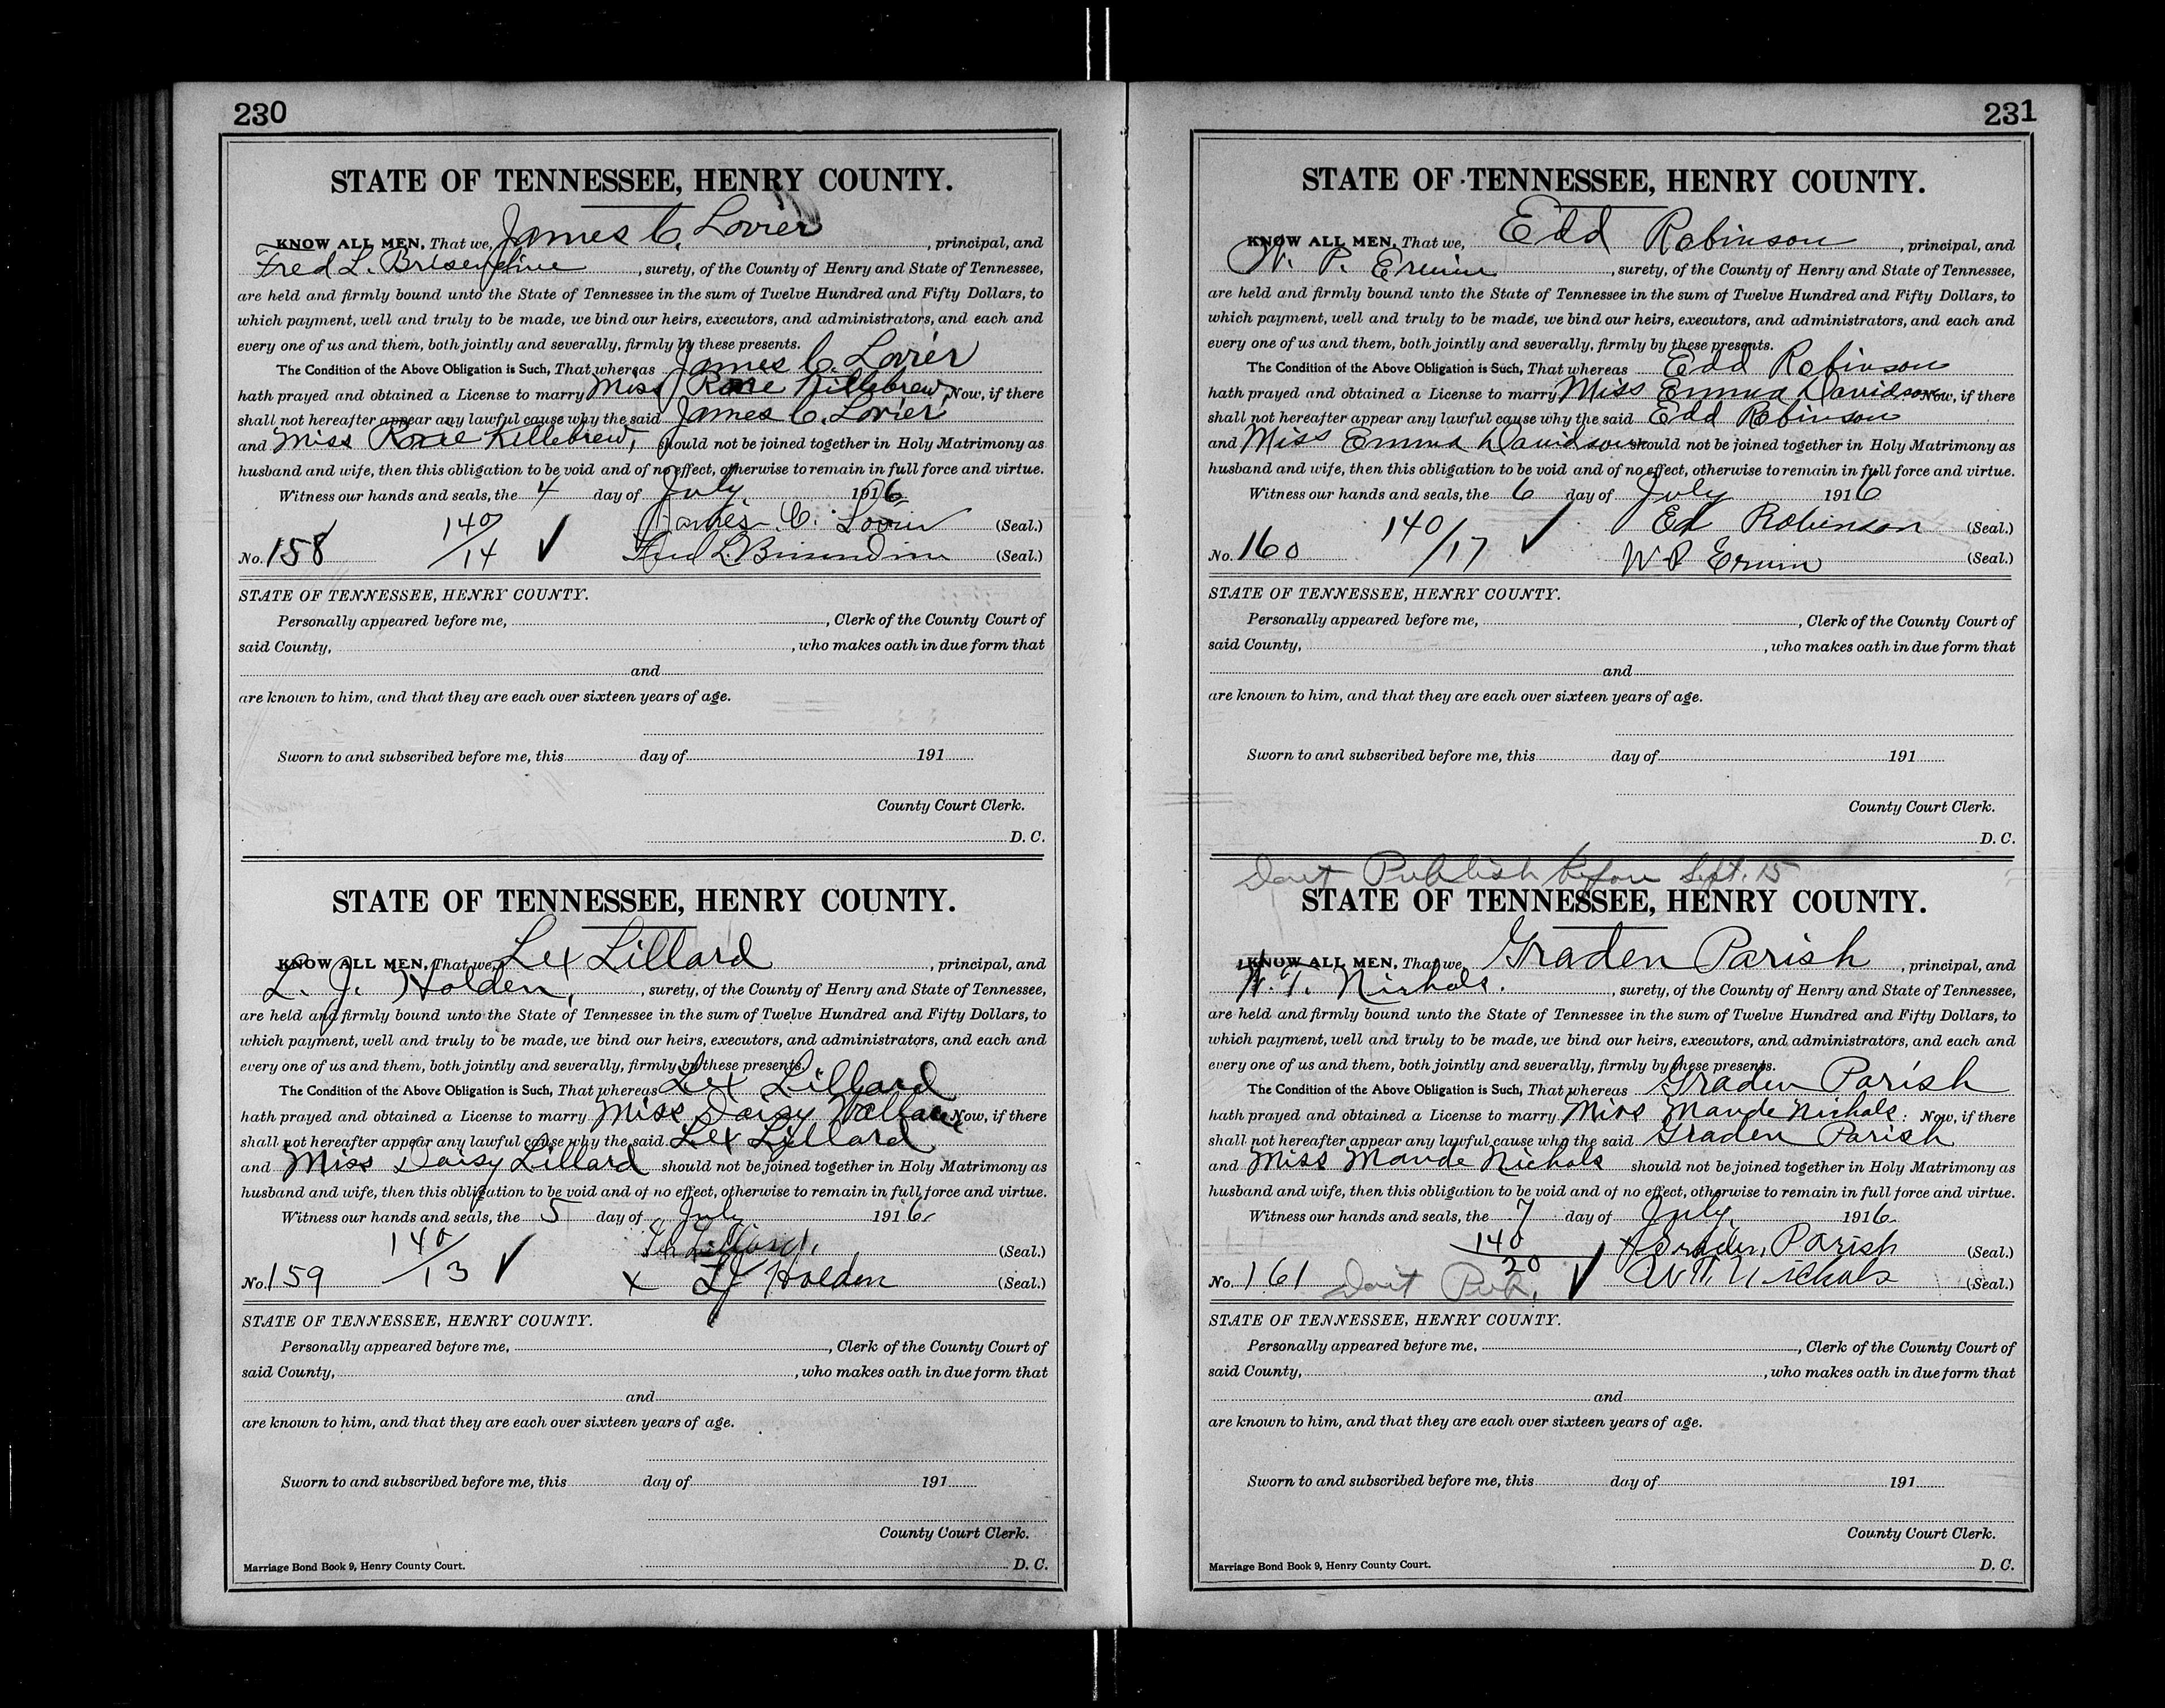 230
STATE OF TENNESSEE, HENRY COUNTY.
KNOW ALL MEN, That we, James C. Lovier, principal, and
Fred L., surety, of the County of Henry and State of Tennessee,
are held and firmly bound unto the State of Tennessee in the sum of Twelve Hundred and Fifty Dollars, to
which payment, well and truly to be made, we bind our heirs, executors, and administrators, and each and
every one of us and them, both jointly and severally, firmly by these presents.
The Condition of the Above Obligation is Such, That whereas James C. Lovier
hath prayed and obtained a License to marry Miss Killebrew, Now, if there
shall not hereafter appear any lawful cause why the said James C. Lovier
and Miss Killebrew, should not be joined together in Holy Matrimony as
husband and wife, then this obligation to be void and of no effect, otherwise to remain in full force and virtue.
Witness our hands and seals, the 4 day of July 1916
140/14 ✓ James C. Lovier (Seal.)
No. 158 Fred L. (Seal.)
STATE OF TENNESSEE, HENRY COUNTY.
Personally appeared before me, , Clerk of the County Court of
said County, , who makes oath in due form that
and
are known to him, and that they are each over sixteen years of age.
Sworn to and subscribed before me, this day of 191
County Court Clerk.
D. C.
STATE OF TENNESSEE, HENRY COUNTY.
KNOW ALL MEN, That we, Lex Lillard, principal, and
L. J. Holden, surety, of the County of Henry and State of Tennessee,
are held and firmly bound unto the State of Tennessee in the sum of Twelve Hundred and Fifty Dollars, to
which payment, well and truly to be made, we bind our heirs, executors, and administrators, and each and
every one of us and them, both jointly and severally, firmly by these presents.
The Condition of the Above Obligation is Such, That whereas Lex Lillard
hath prayed and obtained a License to marry Miss Daisy Wallace Now, if there
shall not hereafter appear any lawful cause why the said Lex Lillard
and Miss Daisy Lillard should not be joined together in Holy Matrimony as
husband and wife, then this obligation to be void and of no effect, otherwise to remain in full force and virtue.
Witness our hands and seals, the 5 day of July 1916
140/13 ✓ Lex Lillard (Seal.)
No. 159 x L J Holden (Seal.)
STATE OF TENNESSEE, HENRY COUNTY.
Personally appeared before me, , Clerk of the County Court of
said County, , who makes oath in due form that
and
are known to him, and that they are each over sixteen years of age.
Sworn to and subscribed before me, this day of 191
County Court Clerk.
Marriage Bond Book 9, Henry County Court. D. C.
231
STATE OF TENNESSEE, HENRY COUNTY.
KNOW ALL MEN, That we, Edd Robinson, principal, and
W. P. Erwin, surety, of the County of Henry and State of Tennessee,
are held and firmly bound unto the State of Tennessee in the sum of Twelve Hundred and Fifty Dollars, to
which payment, well and truly to be made, we bind our heirs, executors, and administrators, and each and
every one of us and them, both jointly and severally, firmly by these presents.
The Condition of the Above Obligation is Such, That whereas Edd Robinson
hath prayed and obtained a License to marry Miss Emma Davidson Now, if there
shall not hereafter appear any lawful cause why the said Edd Robinson
and Miss Emma Davidson should not be joined together in Holy Matrimony as
husband and wife, then this obligation to be void and of no effect, otherwise to remain in full force and virtue.
Witness our hands and seals, the 6 day of July 1916
140/17 ✓ Ed Robinson (Seal.)
No. 160 W P Erwin (Seal.)
STATE OF TENNESSEE, HENRY COUNTY.
Personally appeared before me, , Clerk of the County Court of
said County, , who makes oath in due form that
and
are known to him, and that they are each over sixteen years of age.
Sworn to and subscribed before me, this day of 191
County Court Clerk.
D. C.
Dont Publish before Sept. 15
STATE OF TENNESSEE, HENRY COUNTY.
KNOW ALL MEN, That we, Graden Parish, principal, and
W. T. Nichols., surety, of the County of Henry and State of Tennessee,
are held and firmly bound unto the State of Tennessee in the sum of Twelve Hundred and Fifty Dollars, to
which payment, well and truly to be made, we bind our heirs, executors, and administrators, and each and
every one of us and them, both jointly and severally, firmly by these presents.
The Condition of the Above Obligation is Such, That whereas Graden Parish
hath prayed and obtained a License to marry Miss Maude Nichols. Now, if there
shall not hereafter appear any lawful cause why the said Graden Parish
and Miss Maude Nichols should not be joined together in Holy Matrimony as
husband and wife, then this obligation to be void and of no effect, otherwise to remain in full force and virtue.
Witness our hands and seals, the 7 day of July 1916
140/20 ✓ x Graden Parish (Seal.)
No. 161 Dont Pub. W.T. Nichols (Seal.)
STATE OF TENNESSEE, HENRY COUNTY.
Personally appeared before me, , Clerk of the County Court of
said County, , who makes oath in due form that
and
are known to him, and that they are each over sixteen years of age.
Sworn to and subscribed before me, this day of 191
County Court Clerk.
Marriage Bond Book 9, Henry County Court. D. C.